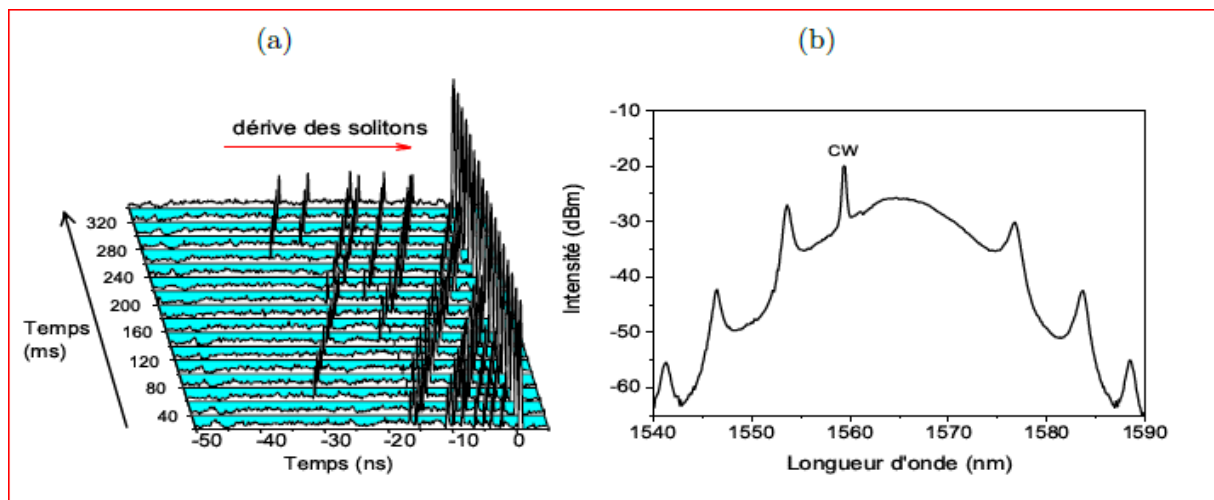 (a)
(b)
dérive des solitons
320
280
240
200
160
120
80
40
Temps
(ms)
-50
-40
-30
-20
-10
0
Temps (ns)
-10
-20
-30
-40
-50
-60
Intensité (dBm)
CW
1540
1550
1560
1570
1580
1590
Longueur d'onde (nm)